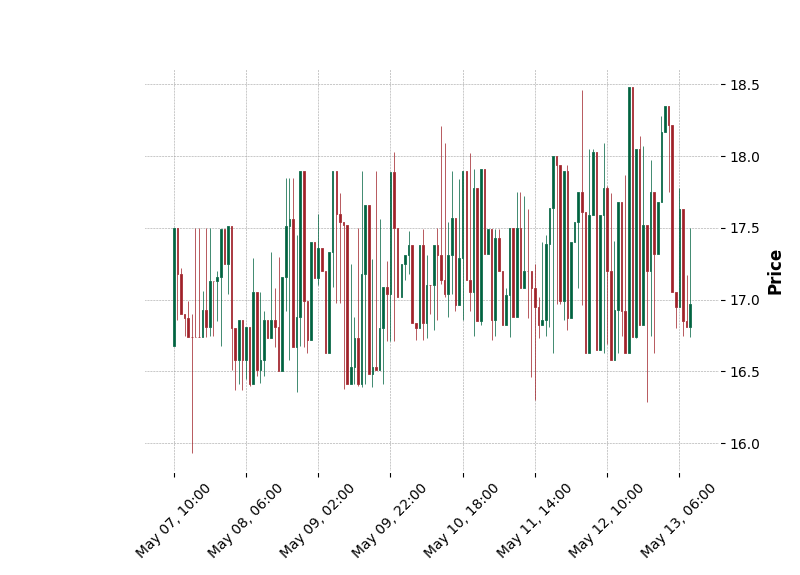 18.5
18.0
17.5
17.0
16.5
16.0
Price
May 07, 10:00
May 08, 06:00
May 09, 02:00
May 09, 22:00
May 10, 18:00
May 11, 14:00
May 12, 10:00
May 13, 06:00